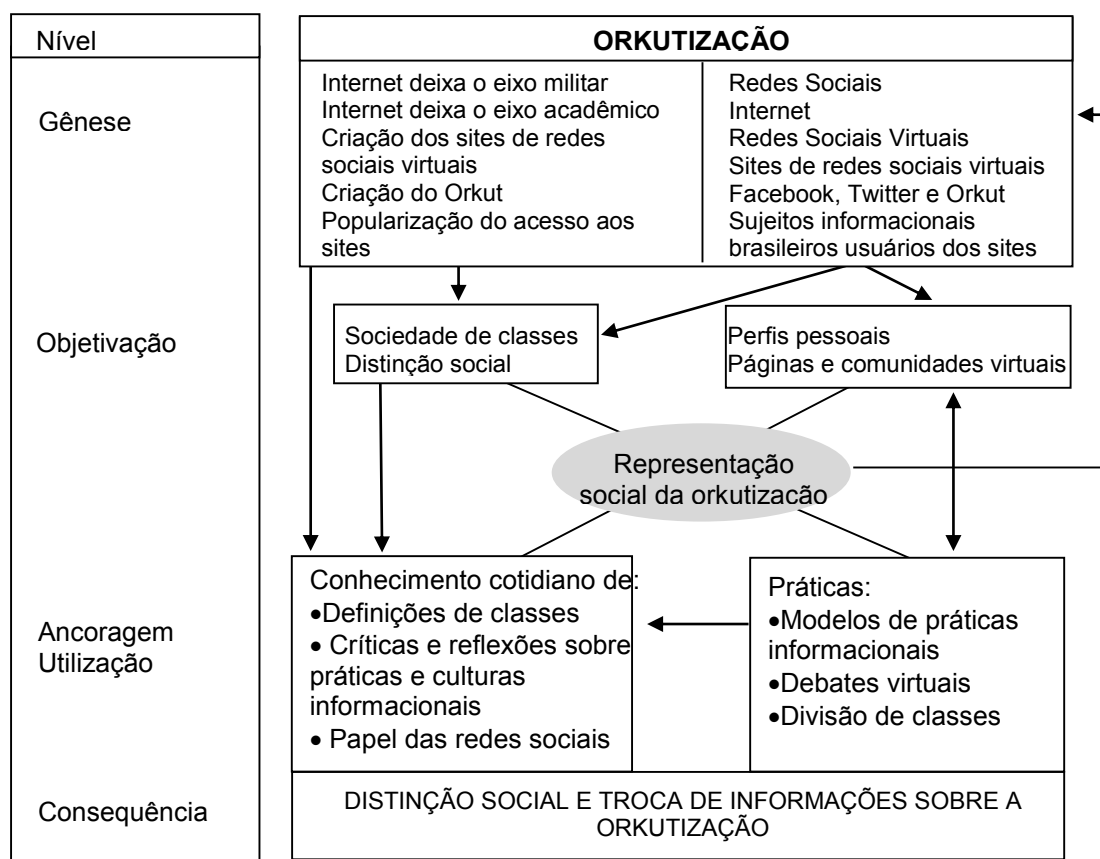 Nível
ORKUTIZAÇÃO
Gênese
Internet deixa o eixo militar
Internet deixa o eixo acadêmico
Criação dos sites de redes
sociais virtuais
Criação do Orkut
Popularização do acesso aos
sites
Redes Sociais
Internet
Redes Sociais Virtuais
Sites de redes sociais virtuais
Facebook, Twitter e Orkut
Sujeitos informacionais
brasileiros usuários dos sites
Objetivação
Sociedade de classes
Distinção social
Perfis pessoais
Páginas e comunidades virtuais
Representação
social da orkutização
Ancoragem
Utilização
Conhecimento cotidiano de:
•Definições de classes
• Críticas e reflexões sobre
práticas e culturas
informacionais
• Papel das redes sociais
Práticas:
•Modelos de práticas
informacionais
•Debates virtuais
•Divisão de classes
Consequência
DISTINÇÃO SOCIAL E TROCA DE INFORMAÇÕES SOBRE A
ORKUTIZAÇÃO